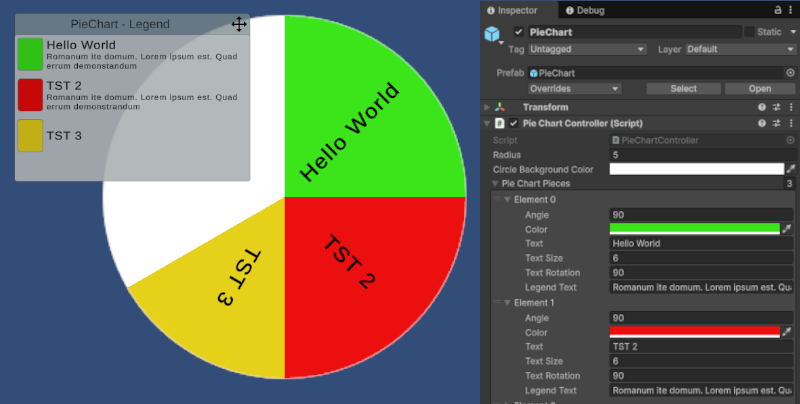 PieChart - Legend
Hello World
Romanum ite domum. Lorem ipsum est. Quad
errum demonstandum
TST 2
Romanum ite domum. Lorem ipsum est. Quad
errum demonstrandum
TST 3
Hello World
TST 2
TST 3
Inspector
Debug
PieChart
Static
Tag
Untagged
Layer
Default
Prefab
PieChart
Overrides
Select
Open
Transform
Pie Chart Controller (Script)
Script
PieChartController
Radius
5
Circle Background Color
Pie Chart Pieces
3
Element 0
Angle
90
Color
Text
Hello World
Text Size
6
Text Rotation
90
Legend Text
Romanum ite domum. Lorem ipsum est. Qu
Element 1
Angle
90
Color
Text
TST 2
Text Size
6
Text Rotation
90
Legend Text
Romanum ite domum. Lorem ipsum est. Qu